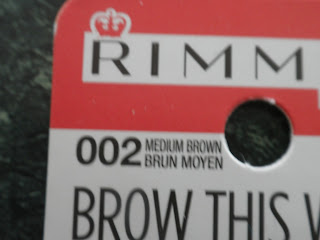 RIMM
002 MEDIUM BROWN
BRUN MOYEN
BROW THIS